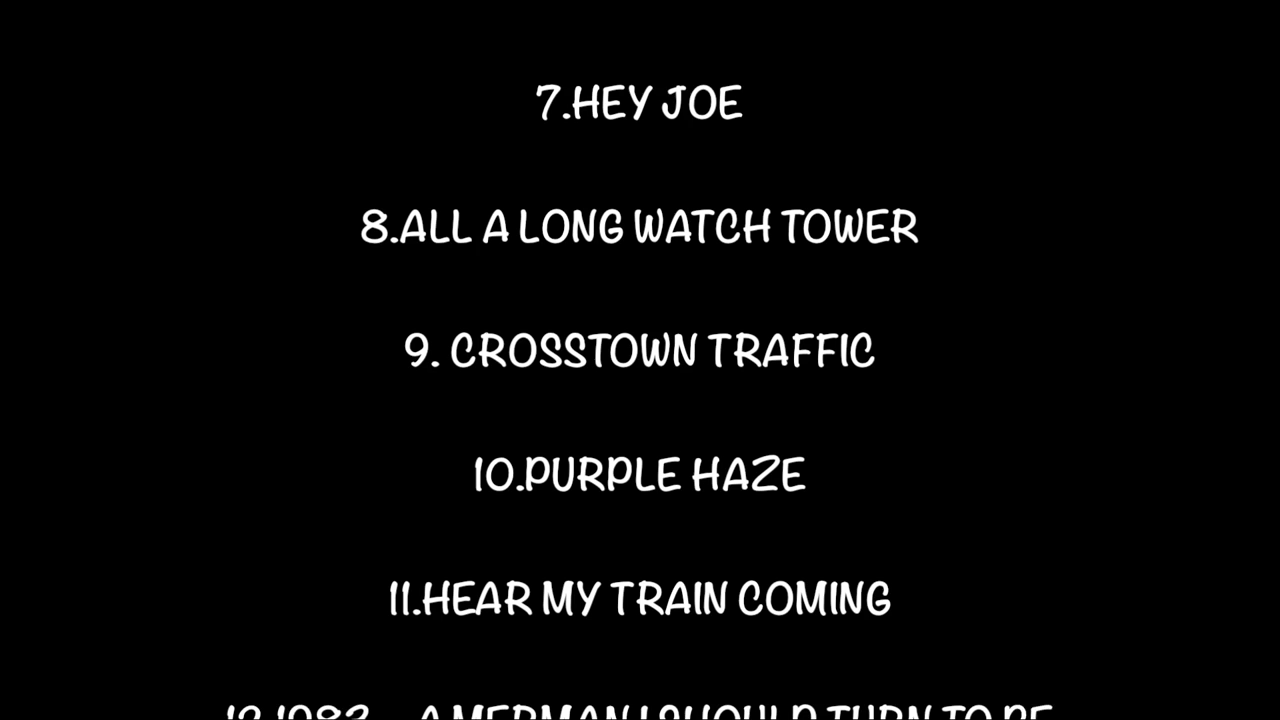 7.HEY JOE
8.ALL A LONG WATCH TOWER
9. CROSSTOWN TRAFFIC
10.PURPLE HAZE
11.HEAR MY TRAIN COMING
12.1983... A MERMAN I SHOULD TURN TO BE